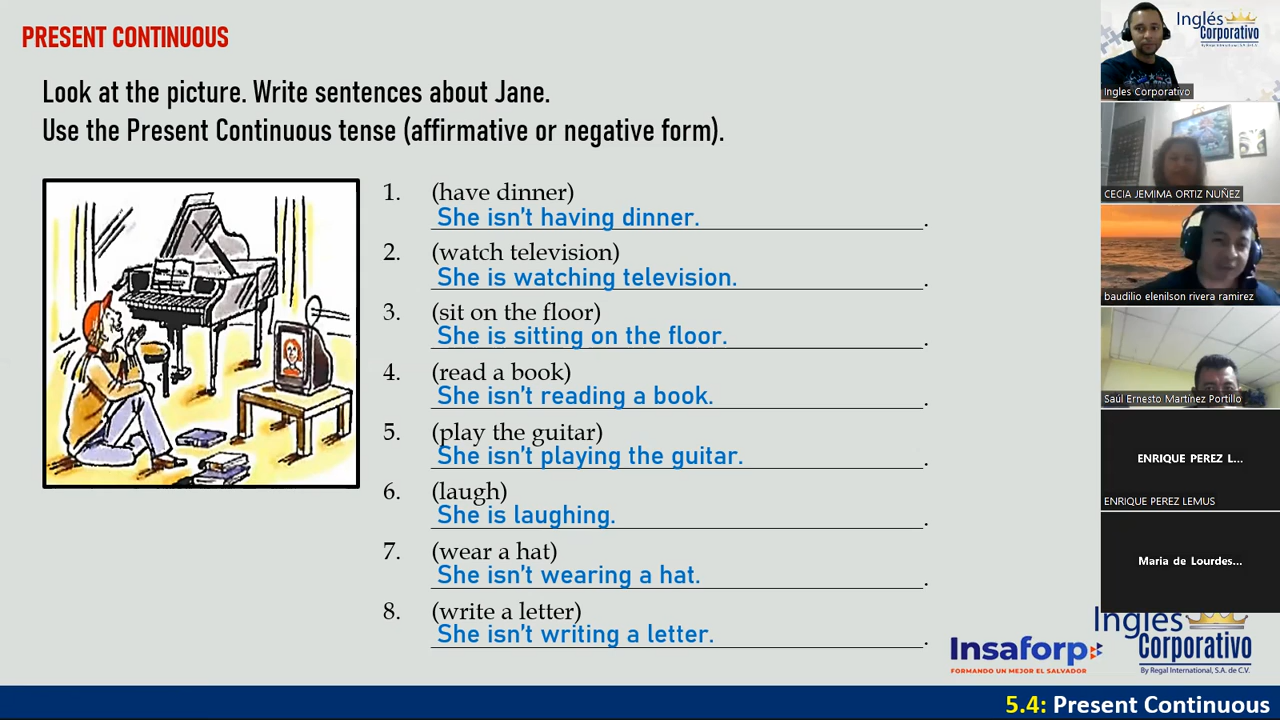 PRESENT CONTINUOUS
Look at the picture. Write sentences about Jane.
Use the Present Continuous tense (affirmative or negative form).
1. (have dinner)
She isn't having dinner. .
2. (watch television)
She is watching television. .
3. (sit on the floor)
She is sitting on the floor. .
4. (read a book)
She isn't reading a book. .
5. (play the guitar)
She isn't playing the guitar. .
6. (laugh)
She is laughing. .
7. (wear a hat)
She isn't wearing a hat. .
8. (write a letter)
She isn't writing a letter. .
Inglés
Corporativo
By Regal International, S.A. de C.V.
Ingles Corporativo
CECIA JEMIMA ORTIZ NUÑEZ
baudilio elenilson rivera ramirez
Saúl Ernesto Martínez Portillo
ENRIQUE PEREZ L...
ENRIQUE PEREZ LEMUS
Maria de Lourdes...
Insaforp
FORMANDO UN MEJOR EL SALVADOR
Inglés
Corporativo
By Regal International, S.A. de C.V.
5.4: Present Continuous